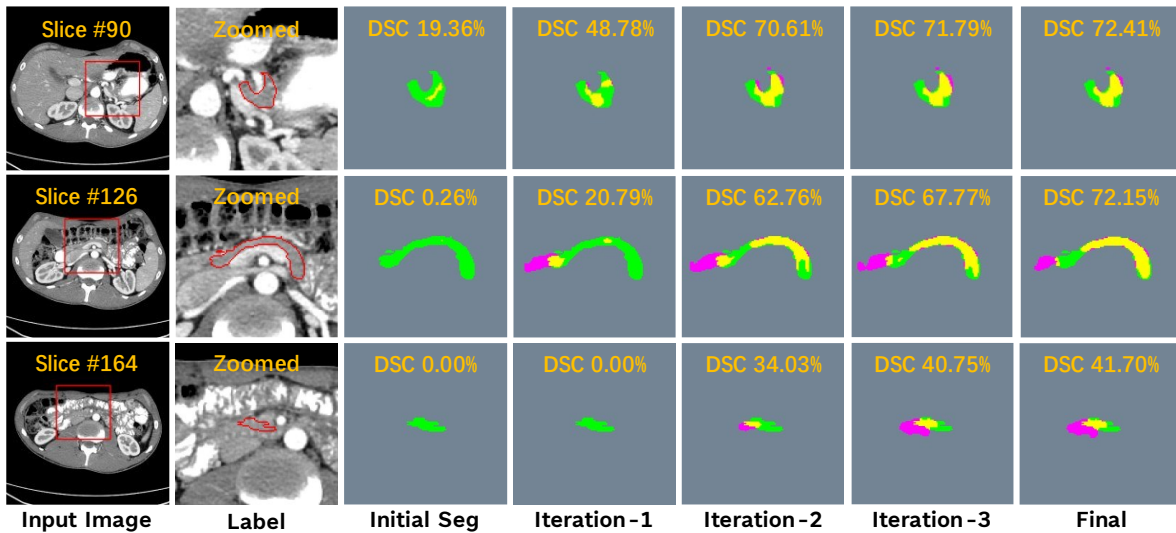 Slice #90 Zoomed DSC 19.36% DSC 48.78% DSC 70.61% DSC 71.79% DSC 72.41%
Slice #126 Zoomed DSC 0.26% DSC 20.79% DSC 62.76% DSC 67.77% DSC 72.15%
Slice #164 Zoomed DSC 0.00% DSC 0.00% DSC 34.03% DSC 40.75% DSC 41.70%
Input Image Label Initial Seg Iteration-1 Iteration-2 Iteration-3 Final